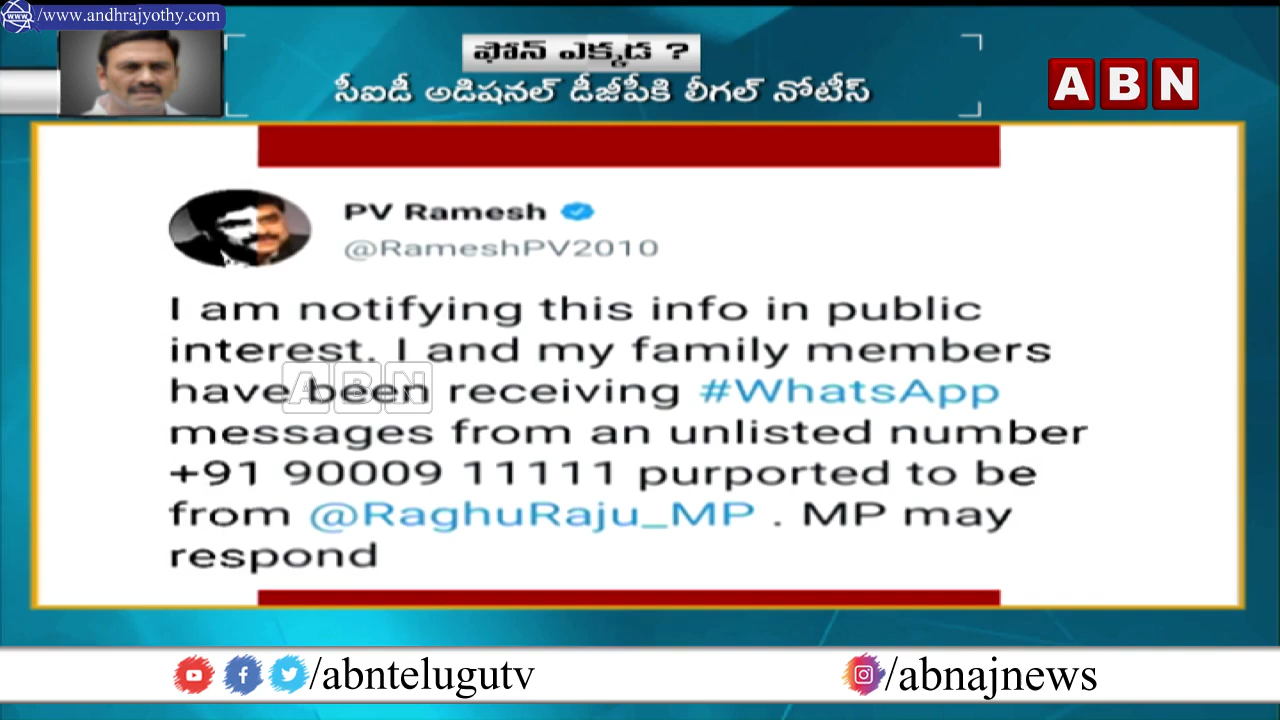 www.andhrajyothy.com
ఫోన్ ఎక్కడ ?
సీఐడీ అడిషనల్ డీజీపీకి లీగల్ నోటీస్
ABN
PV Ramesh
@RameshPV2010
I am notifying this info in public
interest. I and my family members
have been receiving #WhatsApp
messages from an unlisted number
+91 90009 11111 purported to be
from @RaghuRaju_MP . MP may
respond
ABN
/abntelugutv
/abnajnews